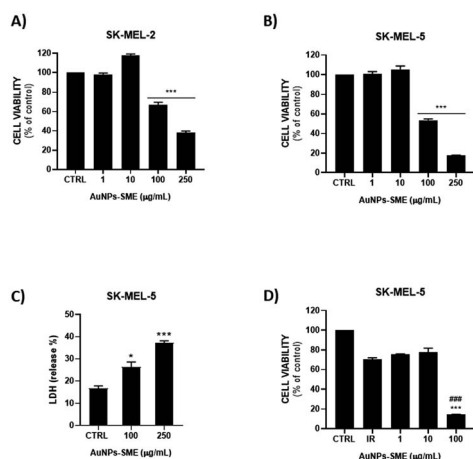 A)
SK-MEL-2
CELL VIABILITY
(% of control)
120
100
80
60
40
20
0
***
CTRL 1 10 100 250
AuNPs-SME (µg/mL)
B)
SK-MEL-5
CELL VIABILITY
(% of control)
120
100
80
60
40
20
0
***
CTRL 1 10 100 250
AuNPs-SME (µg/mL)
C)
SK-MEL-5
LDH (release %)
50
40
30
20
10
0
*
***
CTRL 100 250
AuNPs-SME (µg/mL)
D)
SK-MEL-5
CELL VIABILITY
(% of control)
120
100
80
60
40
20
0
###
***
CTRL IR 1 10 100
AuNPs-SME (µg/mL)